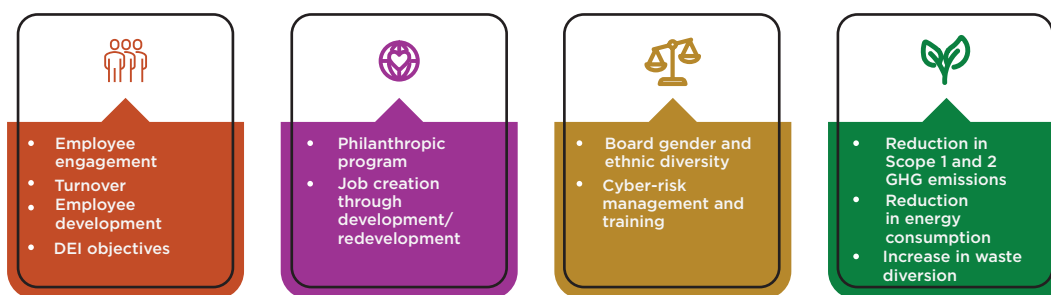 Employee
engagement
Turnover
Employee
development
DEI objectives
Philanthropic
program
Job creation
through
development/
redevelopment
Board gender and
ethnic diversity
Cyber-risk
management and
training
Reduction in
Scope 1 and 2
GHG emissions
Reduction
in energy
consumption
Increase in waste
diversion